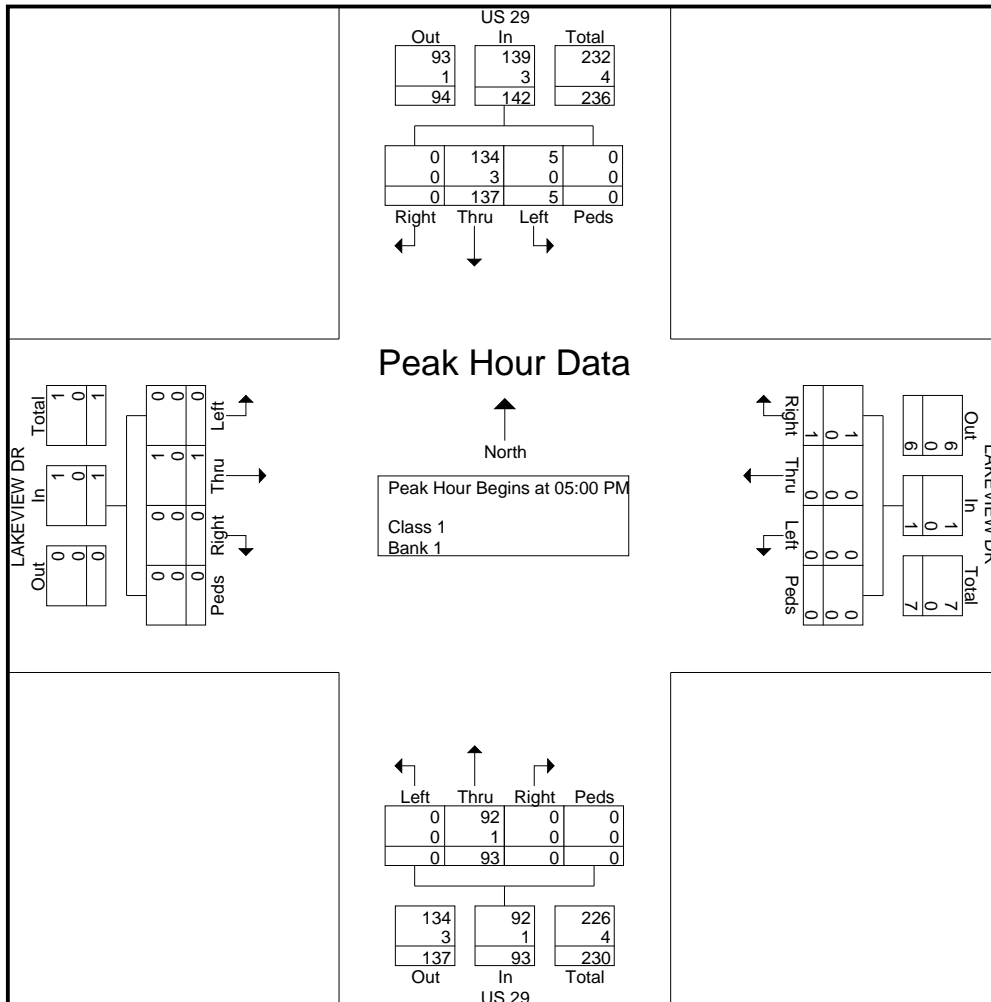 US 29
Out In Total
93 139 232
1 3 4
94 142 236
0 134 5 0
0 3 0 0
0 137 5 0
Right Thru Left Peds
Peak Hour Data
North
Peak Hour Begins at 05:00 PM
Class 1
Bank 1
LAKEVIEW DR
Total In Out
1 1 0
0 0 0
1 1 0
0 1 0 0
0 0 0 0
0 1 0 0
Left Thru Right Peds
LAKEVIEW DR
Out In Total
6 1 7
0 0 0
6 1 7
1 0 0 0
0 0 0 0
1 0 0 0
Right Thru Left Peds
Left Thru Right Peds
0 92 0 0
0 1 0 0
0 93 0 0
134 92 226
3 1 4
137 93 230
Out In Total
US 29